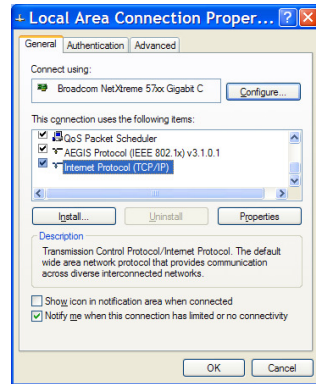 Local Area Connection Proper...
General
Authentication
Advanced
Connect using:
Broadcom NetXtreme 57xx Gigabit C
Configure...
This connection uses the following items:
QoS Packet Scheduler
AEGIS Protocol (IEEE 802.1x) v3.1.0.1
Internet Protocol (TCP/IP)
Install...
Uninstall
Properties
Description
Transmission Control Protocol/Internet Protocol. The default
wide area network protocol that provides communication
across diverse interconnected networks.
Show icon in notification area when connected
Notify me when this connection has limited or no connectivity
OK
Cancel